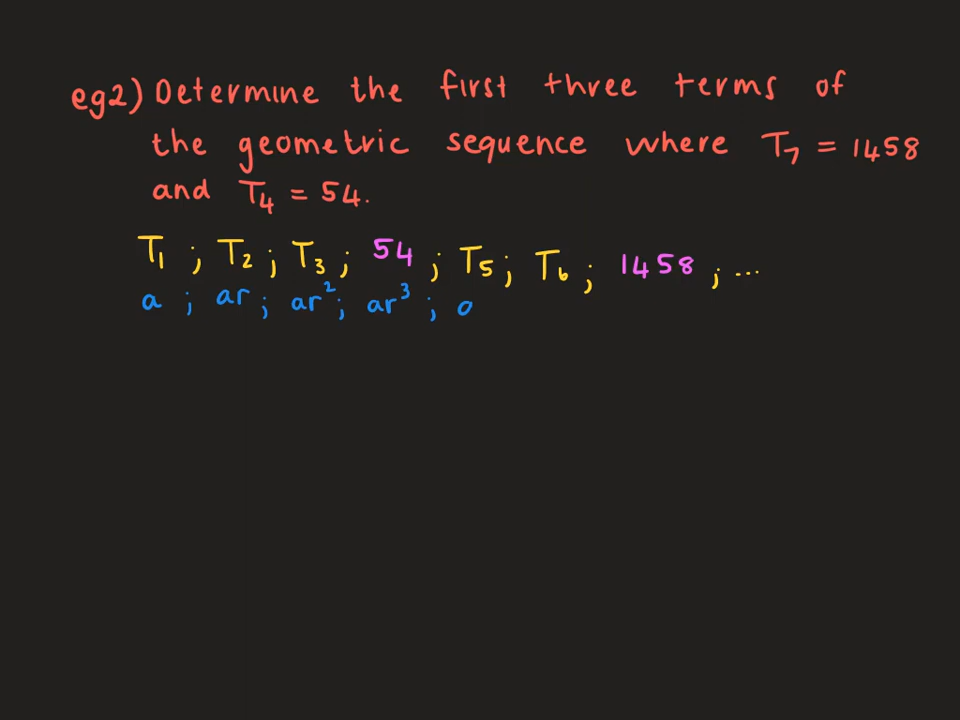 eg2) Determine the first three terms of
the geometric sequence where T₇ = 1458
and T₄ = 54.
T₁ ; T₂ ; T₃ ; 54 ; T₅ ; T₆ ; 1458 ; ...
a ; ar ; ar² ; ar³ ; a